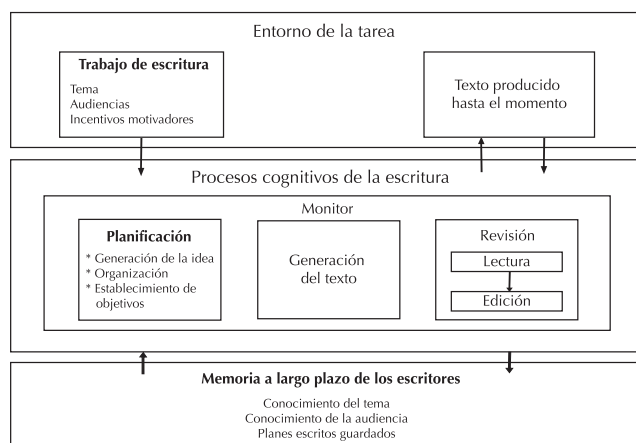 Entorno de la tarea
Trabajo de escritura
Tema
Audiencias
Incentivos motivadores
Texto producido
hasta el momento
Procesos cognitivos de la escritura
Monitor
Planificación
* Generación de la idea
* Organización
* Establecimiento de
objetivos
Generación
del texto
Revisión
Lectura
Edición
Memoria a largo plazo de los escritores
Conocimiento del tema
Conocimiento de la audiencia
Planes escritos guardados